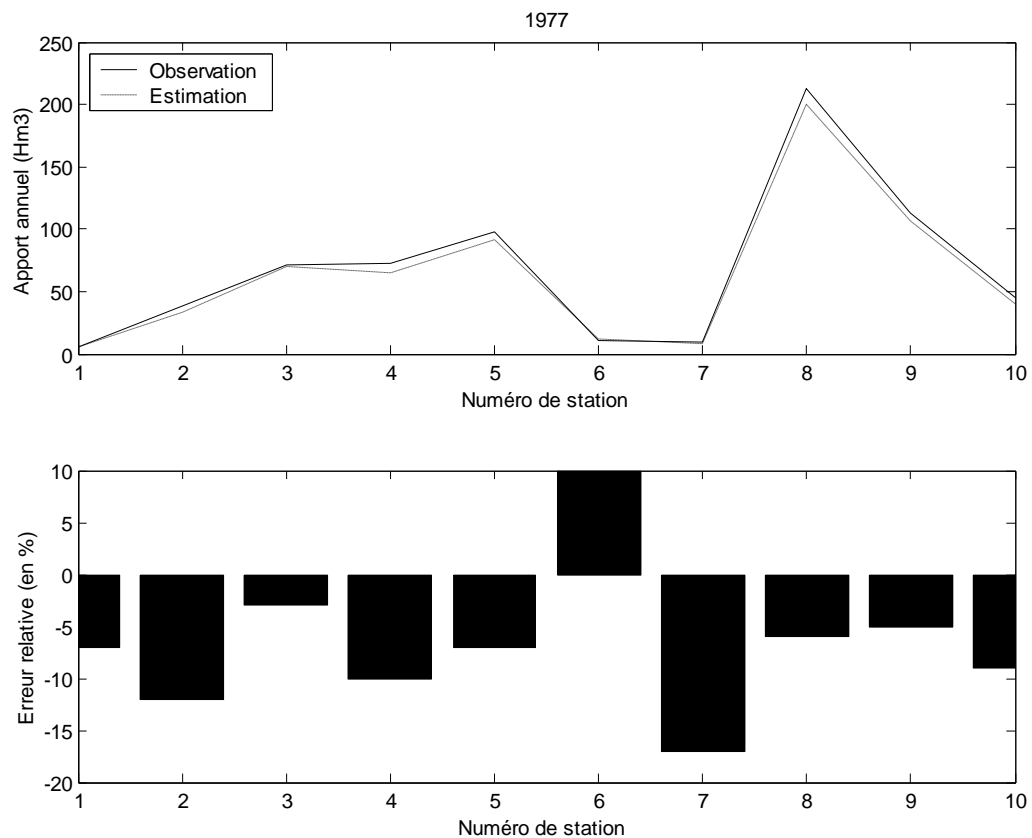 1977
Apport annuel (Hm3)
250
200
150
100
50
0
Observation
Estimation
1 2 3 4 5 6 7 8 9 10
Numéro de station
Erreur relative (en %)
10
5
0
-5
-10
-15
-20
1 2 3 4 5 6 7 8 9 10
Numéro de station